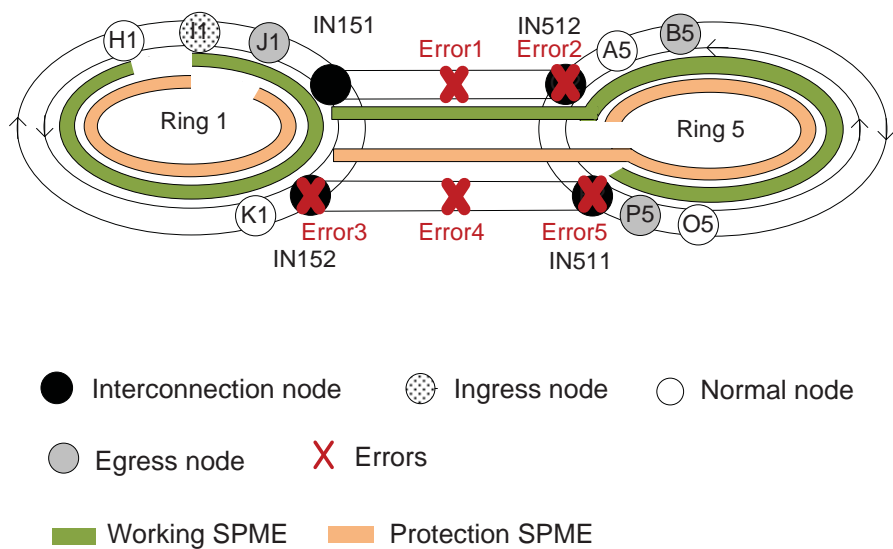 IN151
IN512
H1
I1
J1
Error1
Error2
A5
B5
Ring 1
Ring 5
K1
Error3
Error4
Error5
P5
O5
IN152
IN511
Interconnection node
Ingress node
Normal node
Egress node
Errors
Working SPME
Protection SPME